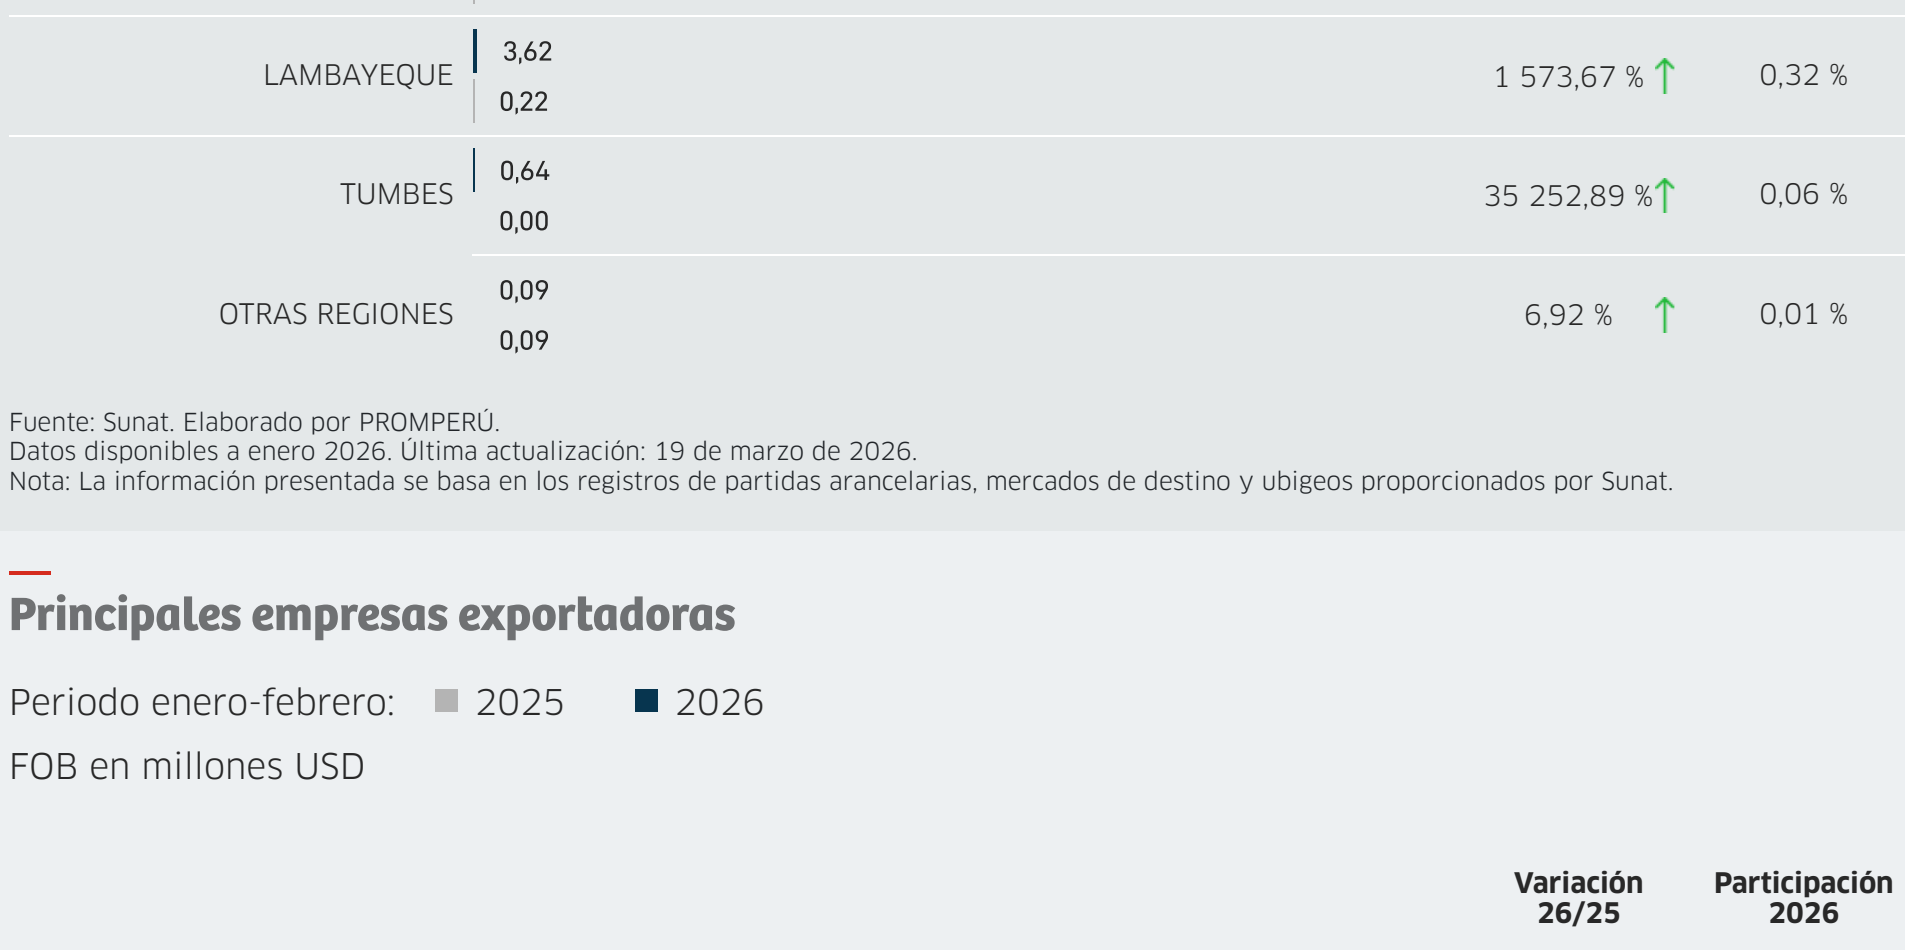 3,62
LAMBAYEQUE 1 573,67 % 0,32 %
0,22
0,64
TUMBES 35 252,89 % 0,06 %
0,00
0,09
OTRAS REGIONES 6,92 % 0,01 %
0,09
Fuente: Sunat. Elaborado por PROMPERÚ.
Datos disponibles a enero 2026. Última actualización: 19 de marzo de 2026.
Nota: La información presentada se basa en los registros de partidas arancelarias, mercados de destino y ubigeos proporcionados por Sunat.
Principales empresas exportadoras
Periodo enero-febrero: 2025 2026
FOB en millones USD
Variación Participación
26/25 2026